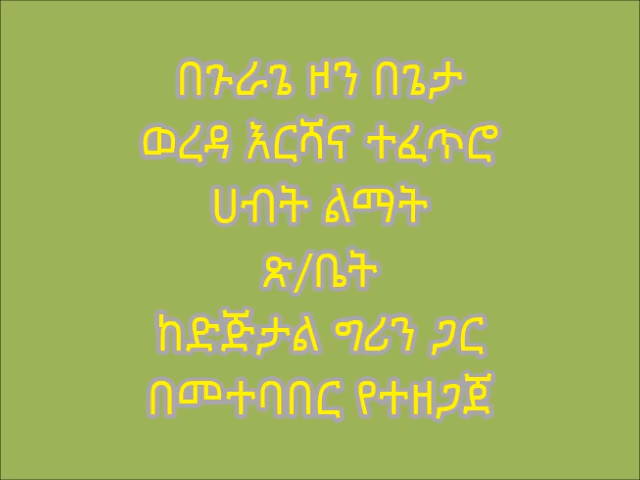 በጉራጌ ዞን በጌታ
ወረዳ እርሻና ተፈጥሮ
ሀብት ልማት
ጽ/ቤት
ከድጅታል ግሪን ጋር
በመተባበር የተዘጋጀ